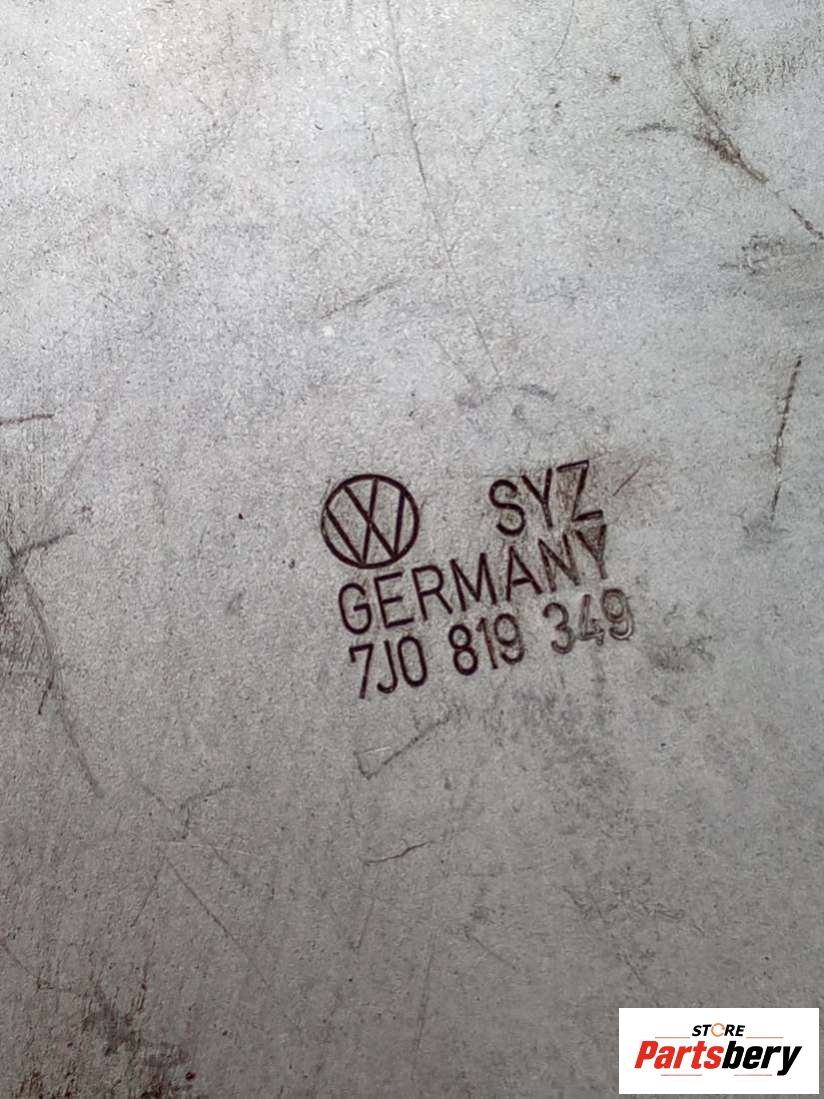 SYZ
GERMANY
7J0 819 349
STORE
Partsbery